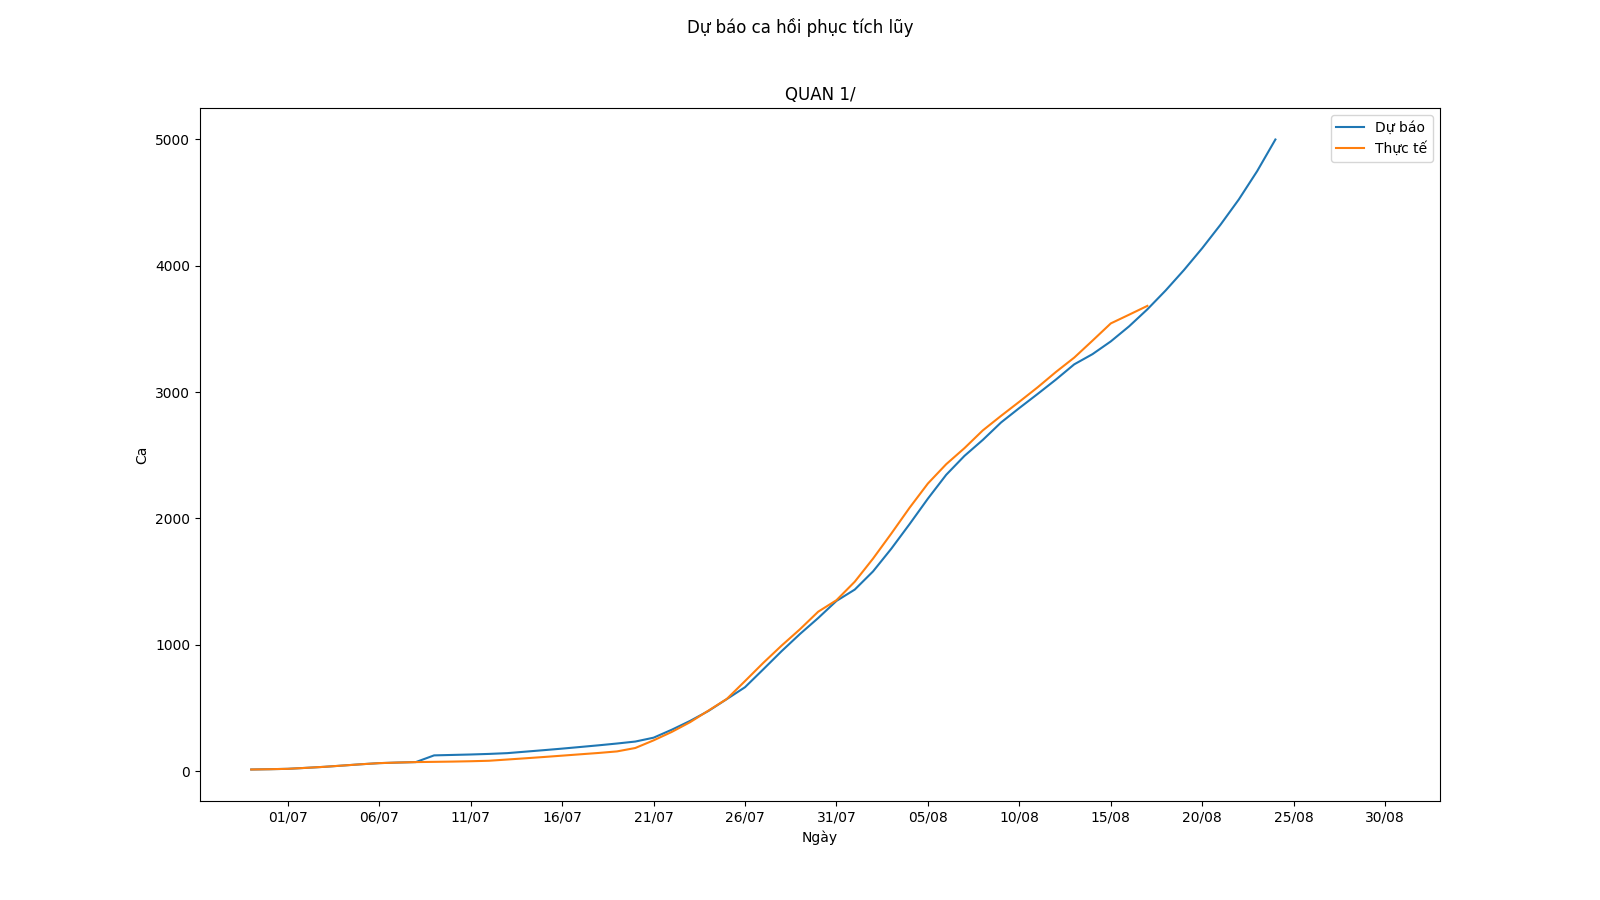 Dự báo ca hồi phục tích lũy
QUAN 1/
Dự báo
Thực tế
5000
4000
3000
2000
1000
0
Ca
01/07 06/07 11/07 16/07 21/07 26/07 31/07 05/08 10/08 15/08 20/08 25/08 30/08
Ngày